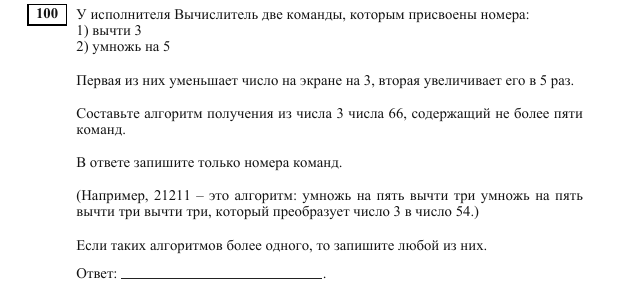 100 У исполнителя Вычислитель две команды, которым присвоены номера:
1) вычти 3
2) умножь на 5
Первая из них уменьшает число на экране на 3, вторая увеличивает его в 5 раз.
Составьте алгоритм получения из числа 3 числа 66, содержащий не более пяти
команд.
В ответе запишите только номера команд.
(Например, 21211 – это алгоритм: умножь на пять вычти три умножь на пять
вычти три вычти три, который преобразует число 3 в число 54.)
Если таких алгоритмов более одного, то запишите любой из них.
Ответ: .